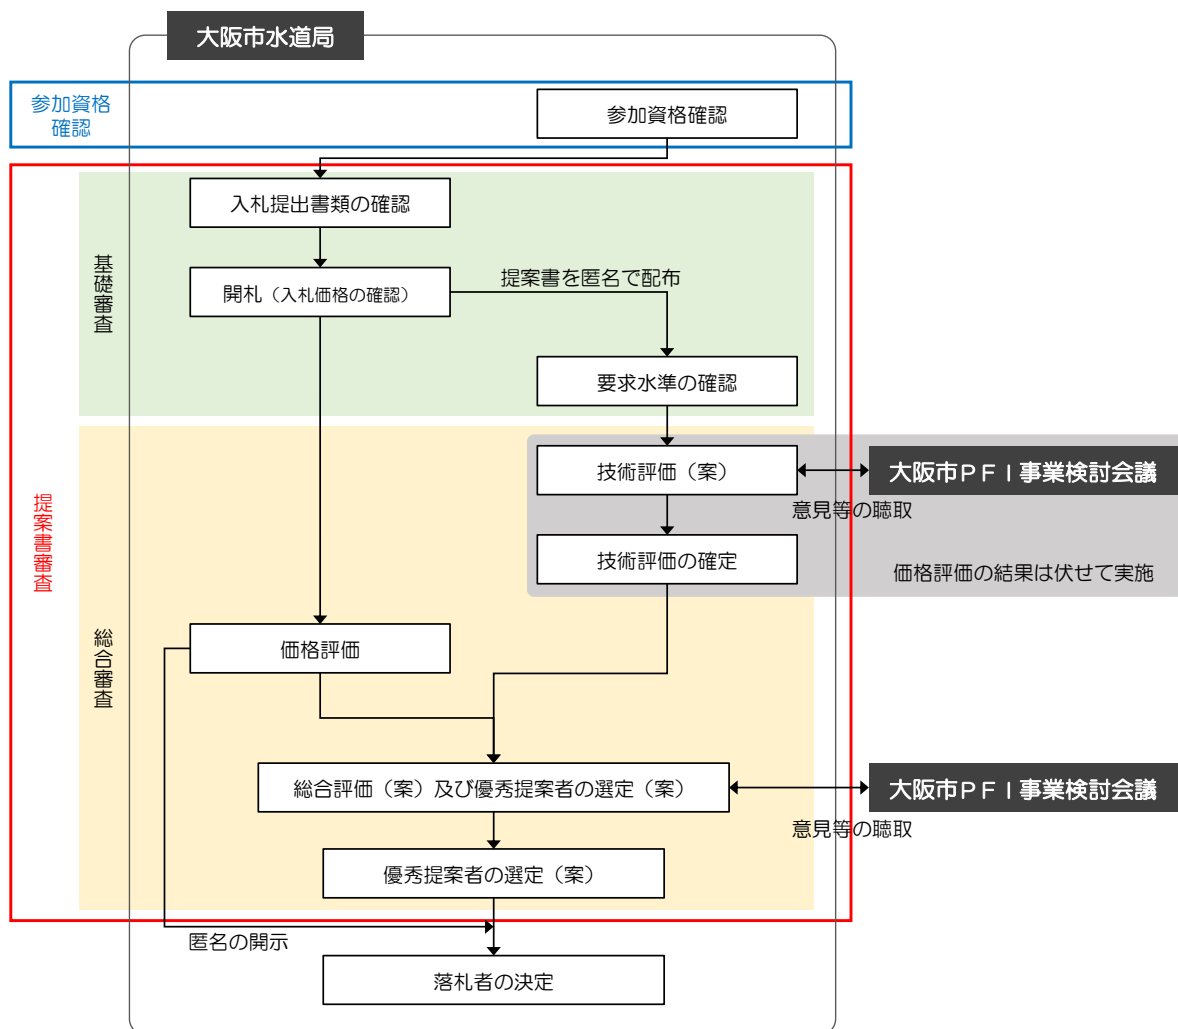 大阪市水道局
参加資格
確認
参加資格確認
入札提出書類の確認
基礎審査
開札（入札価格の確認）
提案書を匿名で配布
要求水準の確認
技術評価（案）
大阪市ＰＦＩ事業検討会議
意見等の聴取
技術評価の確定
価格評価の結果は伏せて実施
提案書審査
総合審査
価格評価
総合評価（案）及び優秀提案者の選定（案）
大阪市ＰＦＩ事業検討会議
意見等の聴取
優秀提案者の選定（案）
匿名の開示
落札者の決定